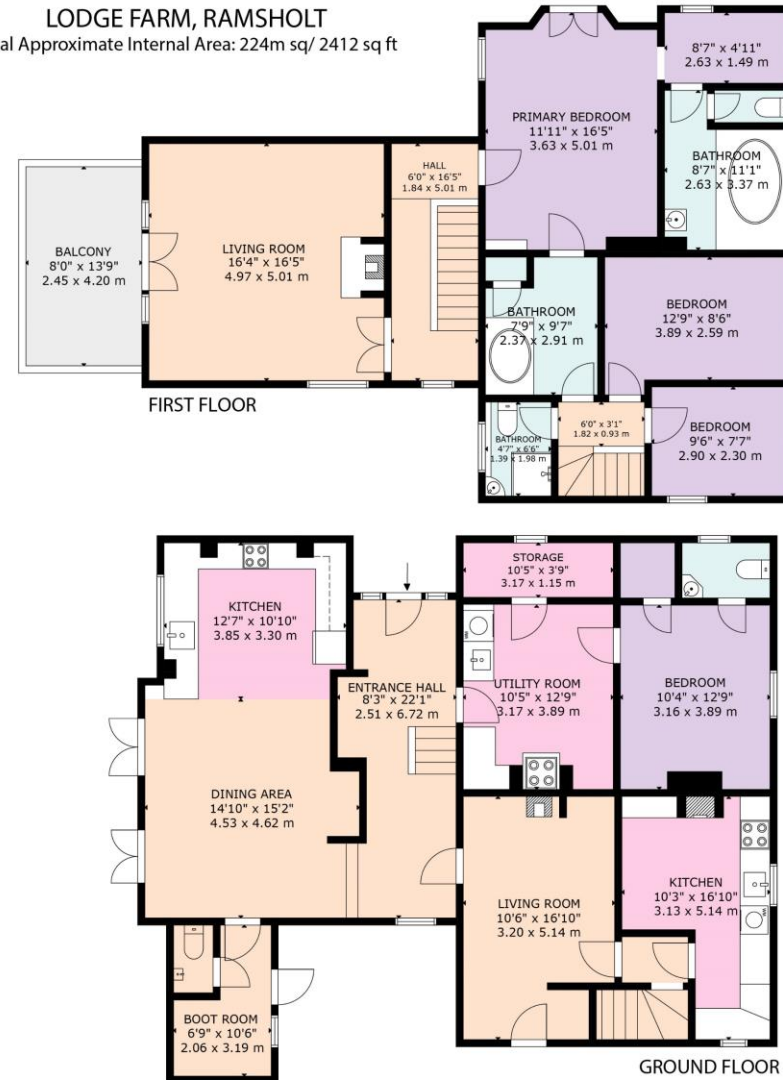 LODGE FARM, RAMSHOLT
al Approximate Internal Area: 224m sq/ 2412 sq ft
8'7" x 4'11"
2.63 x 1.49 m
PRIMARY BEDROOM
11'11" x 16'5"
3.63 x 5.01 m
BATHROOM
8'7" x 11'1"
2.63 x 3.37 m
HALL
6'0" x 16'5"
1.84 x 5.01 m
BALCONY
8'0" x 13'9"
2.45 x 4.20 m
LIVING ROOM
16'4" x 16'5"
4.97 x 5.01 m
BATHROOM
7'9" x 9'7"
2.37 x 2.91 m
BEDROOM
12'9" x 8'6"
3.89 x 2.59 m
FIRST FLOOR
6'0" x 3'1"
1.82 x 0.93 m
BEDROOM
9'6" x 7'7"
2.90 x 2.30 m
BATHROOM
4'7" x 6'6"
1.39 x 1.98 m
STORAGE
10'5" x 3'9"
3.17 x 1.15 m
KITCHEN
12'7" x 10'10"
3.85 x 3.30 m
ENTRANCE HALL
8'3" x 22'1"
2.51 x 6.72 m
UTILITY ROOM
10'5" x 12'9"
3.17 x 3.89 m
BEDROOM
10'4" x 12'9"
3.16 x 3.89 m
DINING AREA
14'10" x 15'2"
4.53 x 4.62 m
LIVING ROOM
10'6" x 16'10"
3.20 x 5.14 m
KITCHEN
10'3" x 16'10"
3.13 x 5.14 m
BOOT ROOM
6'9" x 10'6"
2.06 x 3.19 m
GROUND FLOOR